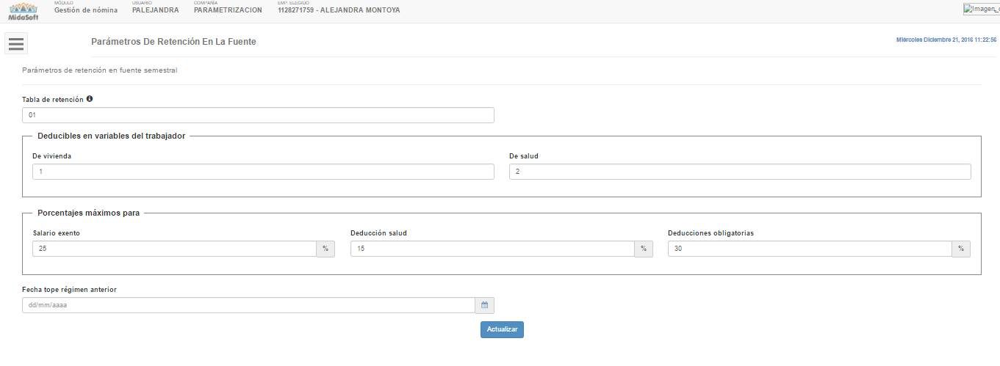 MÓDULO USUARIO COMPAÑÍA EMP. ELEGIDO
MidaSoft Gestión de nómina PALEJANDRA PARAMETRIZACION 1128271759 - ALEJANDRA MONTOYA Imagen_c
Parámetros De Retención En La Fuente Miércoles Diciembre 21, 2016 11:22:56
Parámetros de retención en fuente semestral
Tabla de retención
01
Deducibles en variables del trabajador
De vivienda De salud
1 2
Porcentajes máximos para
Salario exento Deducción salud Deducciones obligatorias
25 % 15 % 30 %
Fecha tope régimen anterior
dd/mm/aaaa
Actualizar